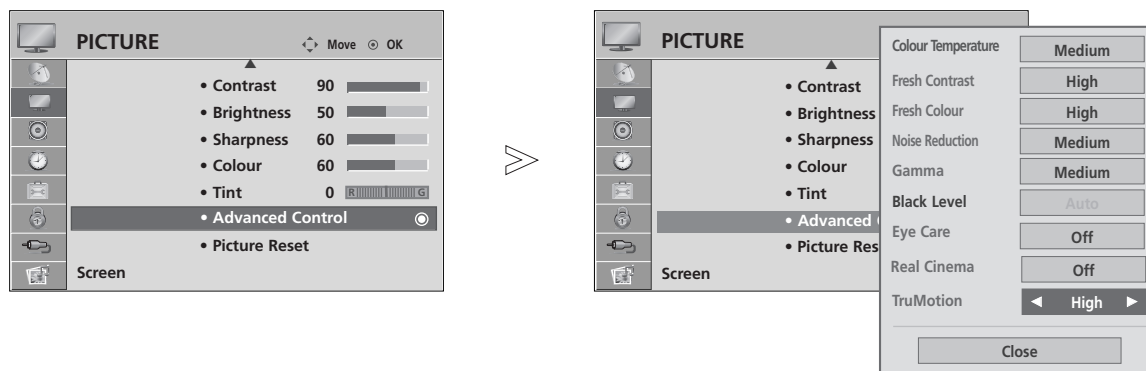 PICTURE Move OK
• Contrast 90
• Brightness 50
• Sharpness 60
• Colour 60
• Tint 0 R G
• Advanced Control
• Picture Reset
Screen
PICTURE
• Contrast
• Brightness
• Sharpness
• Colour
• Tint
• Advanced C
• Picture Res
Screen
Colour Temperature Medium
Fresh Contrast High
Fresh Colour High
Noise Reduction Medium
Gamma Medium
Black Level Auto
Eye Care Off
Real Cinema Off
TruMotion ◄ High ►
Close